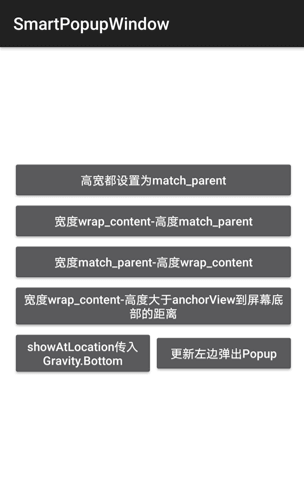 SmartPopupWindow
高宽都设置为match_parent
宽度wrap_content-高度match_parent
宽度match_parent-高度wrap_content
宽度wrap_content-高度大于anchorView到屏幕底
部的距离
showAtLocation传入
Gravity.Bottom
更新左边弹出Popup